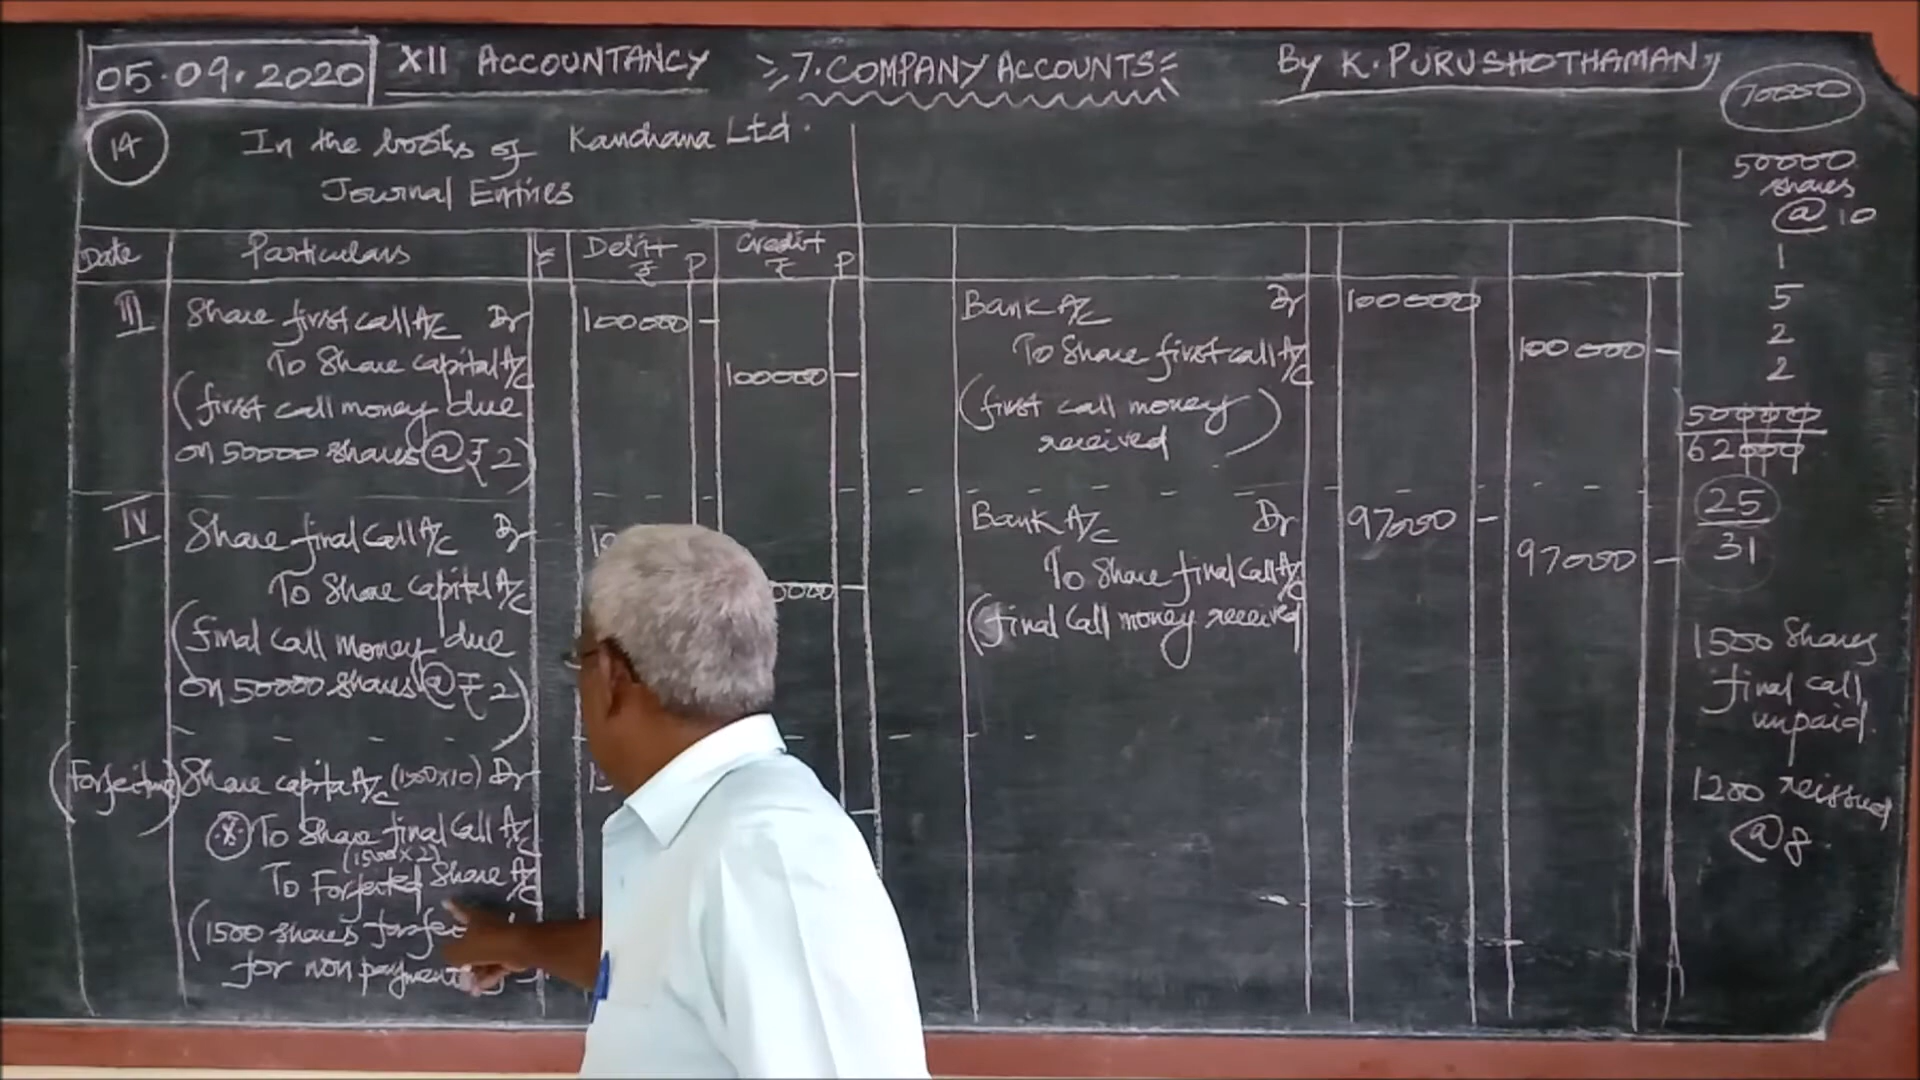 05.09.2020
XII ACCOUNTANCY
7. COMPANY ACCOUNTS
By K. PURUSHOTHAMAN
14
In the books of Kanchana Ltd.
Journal Entries
Date Particulars F Debit ₹ P Credit ₹ P
III Share first call A/c Dr 100000 -
To Share capital A/c 100000 -
(first call money due
on 50000 shares @ ₹ 2)
IV Share final call A/c Dr
To Share capital A/c
(final call money due
on 50000 shares @ ₹ 2)
(Forfeiting) Share capital A/c (1500x10) Dr
To Share final call A/c
(1500x2)
To Forfeited Share A/c
(1500 shares
for non payment
Bank A/c Dr 100000
To Share first call A/c 100000 -
(first call money
received)
Bank A/c Dr 97000 -
To Share final call A/c 97000 -
(final call money received
70000
50000
shares
@ 10
1
5
2
2
50000
62000
25
31
1500 shares
final call
unpaid.
1200 reissued
@ 8